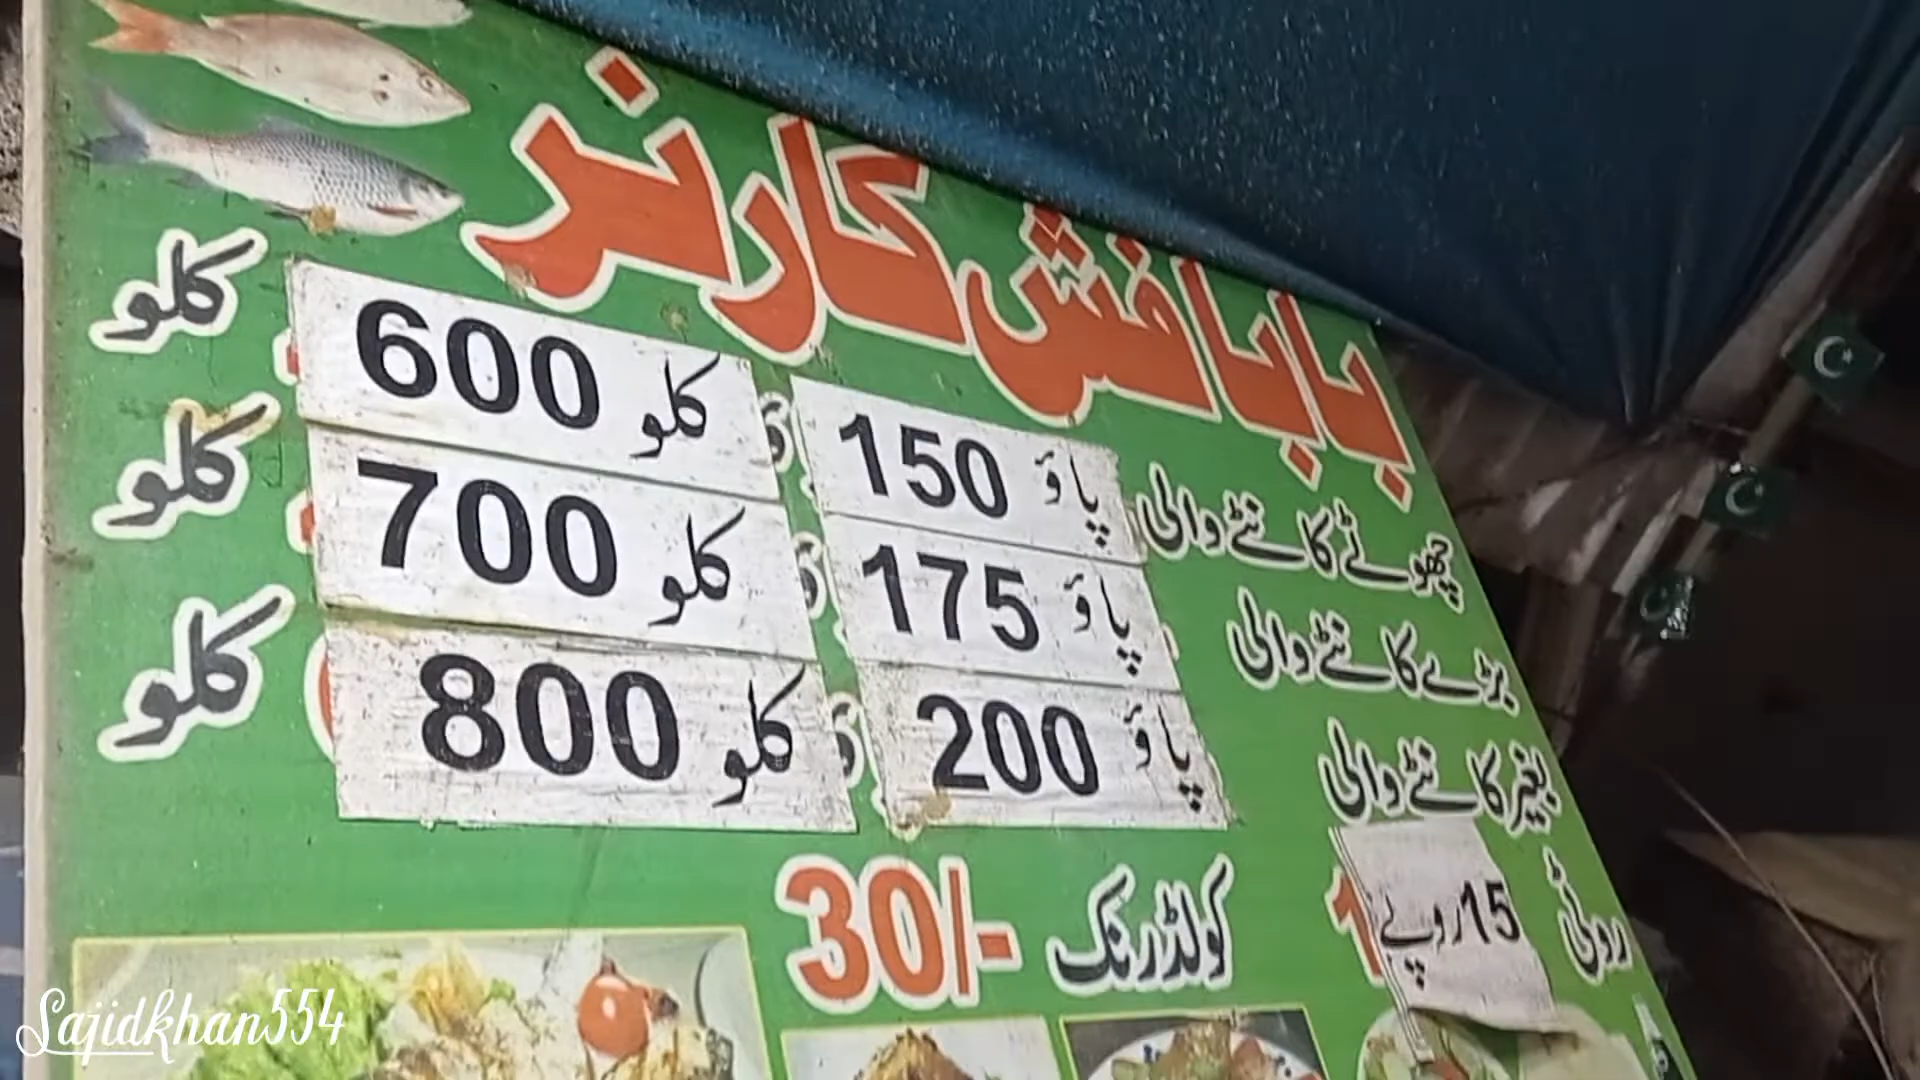 بابا فش کارنر
چھوٹے کانٹے والی پاؤ 150 کلو 600 کلو
بڑے کانٹے والی پاؤ 175 کلو 700 کلو
بغیر کانٹے والی پاؤ 200 کلو 800 کلو
روٹی 15 روپے کولڈرنک 30/-
Sajidkhan554